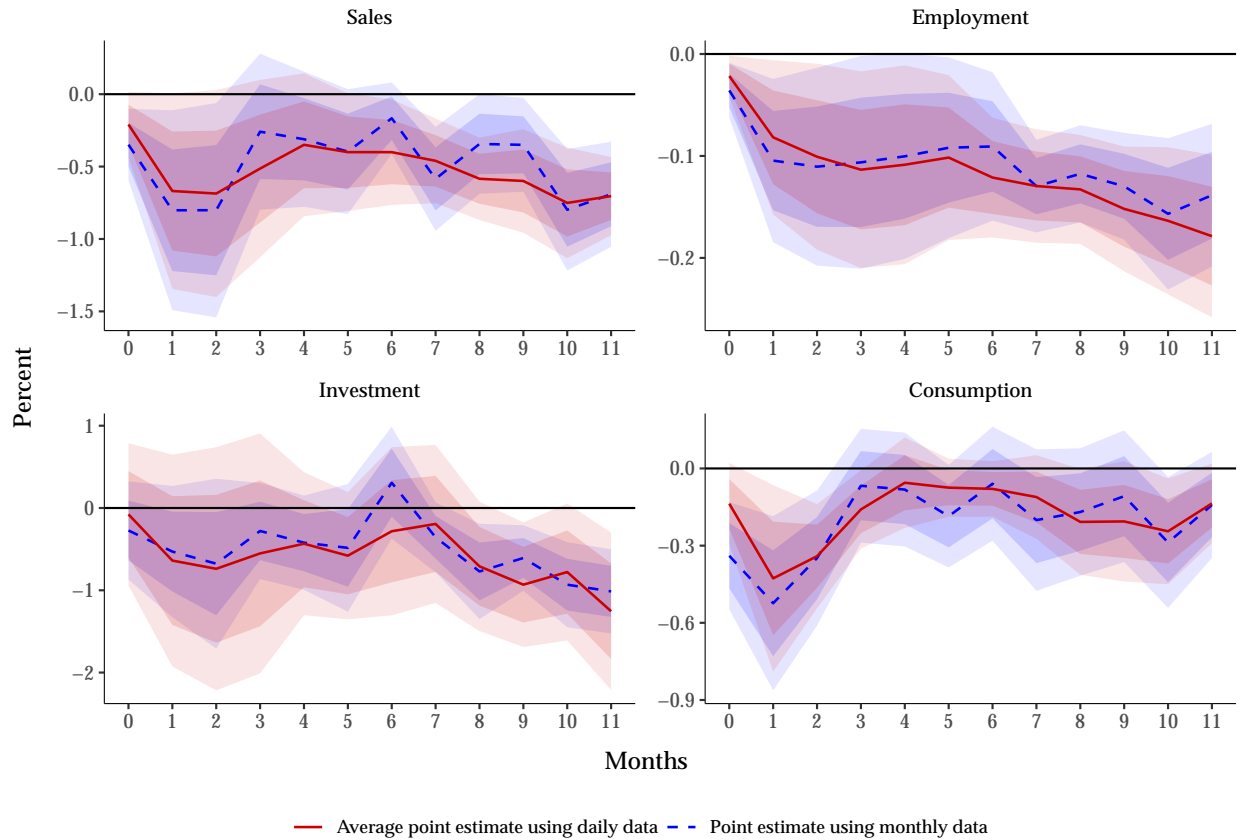 Sales
Employment
0.0
−0.5
−1.0
−1.5
0 1 2 3 4 5 6 7 8 9 10 11
0.0
−0.1
−0.2
0 1 2 3 4 5 6 7 8 9 10 11
Percent
Investment
Consumption
1
0
−1
−2
0 1 2 3 4 5 6 7 8 9 10 11
0.0
−0.3
−0.6
−0.9
0 1 2 3 4 5 6 7 8 9 10 11
Months
Average point estimate using daily data Point estimate using monthly data